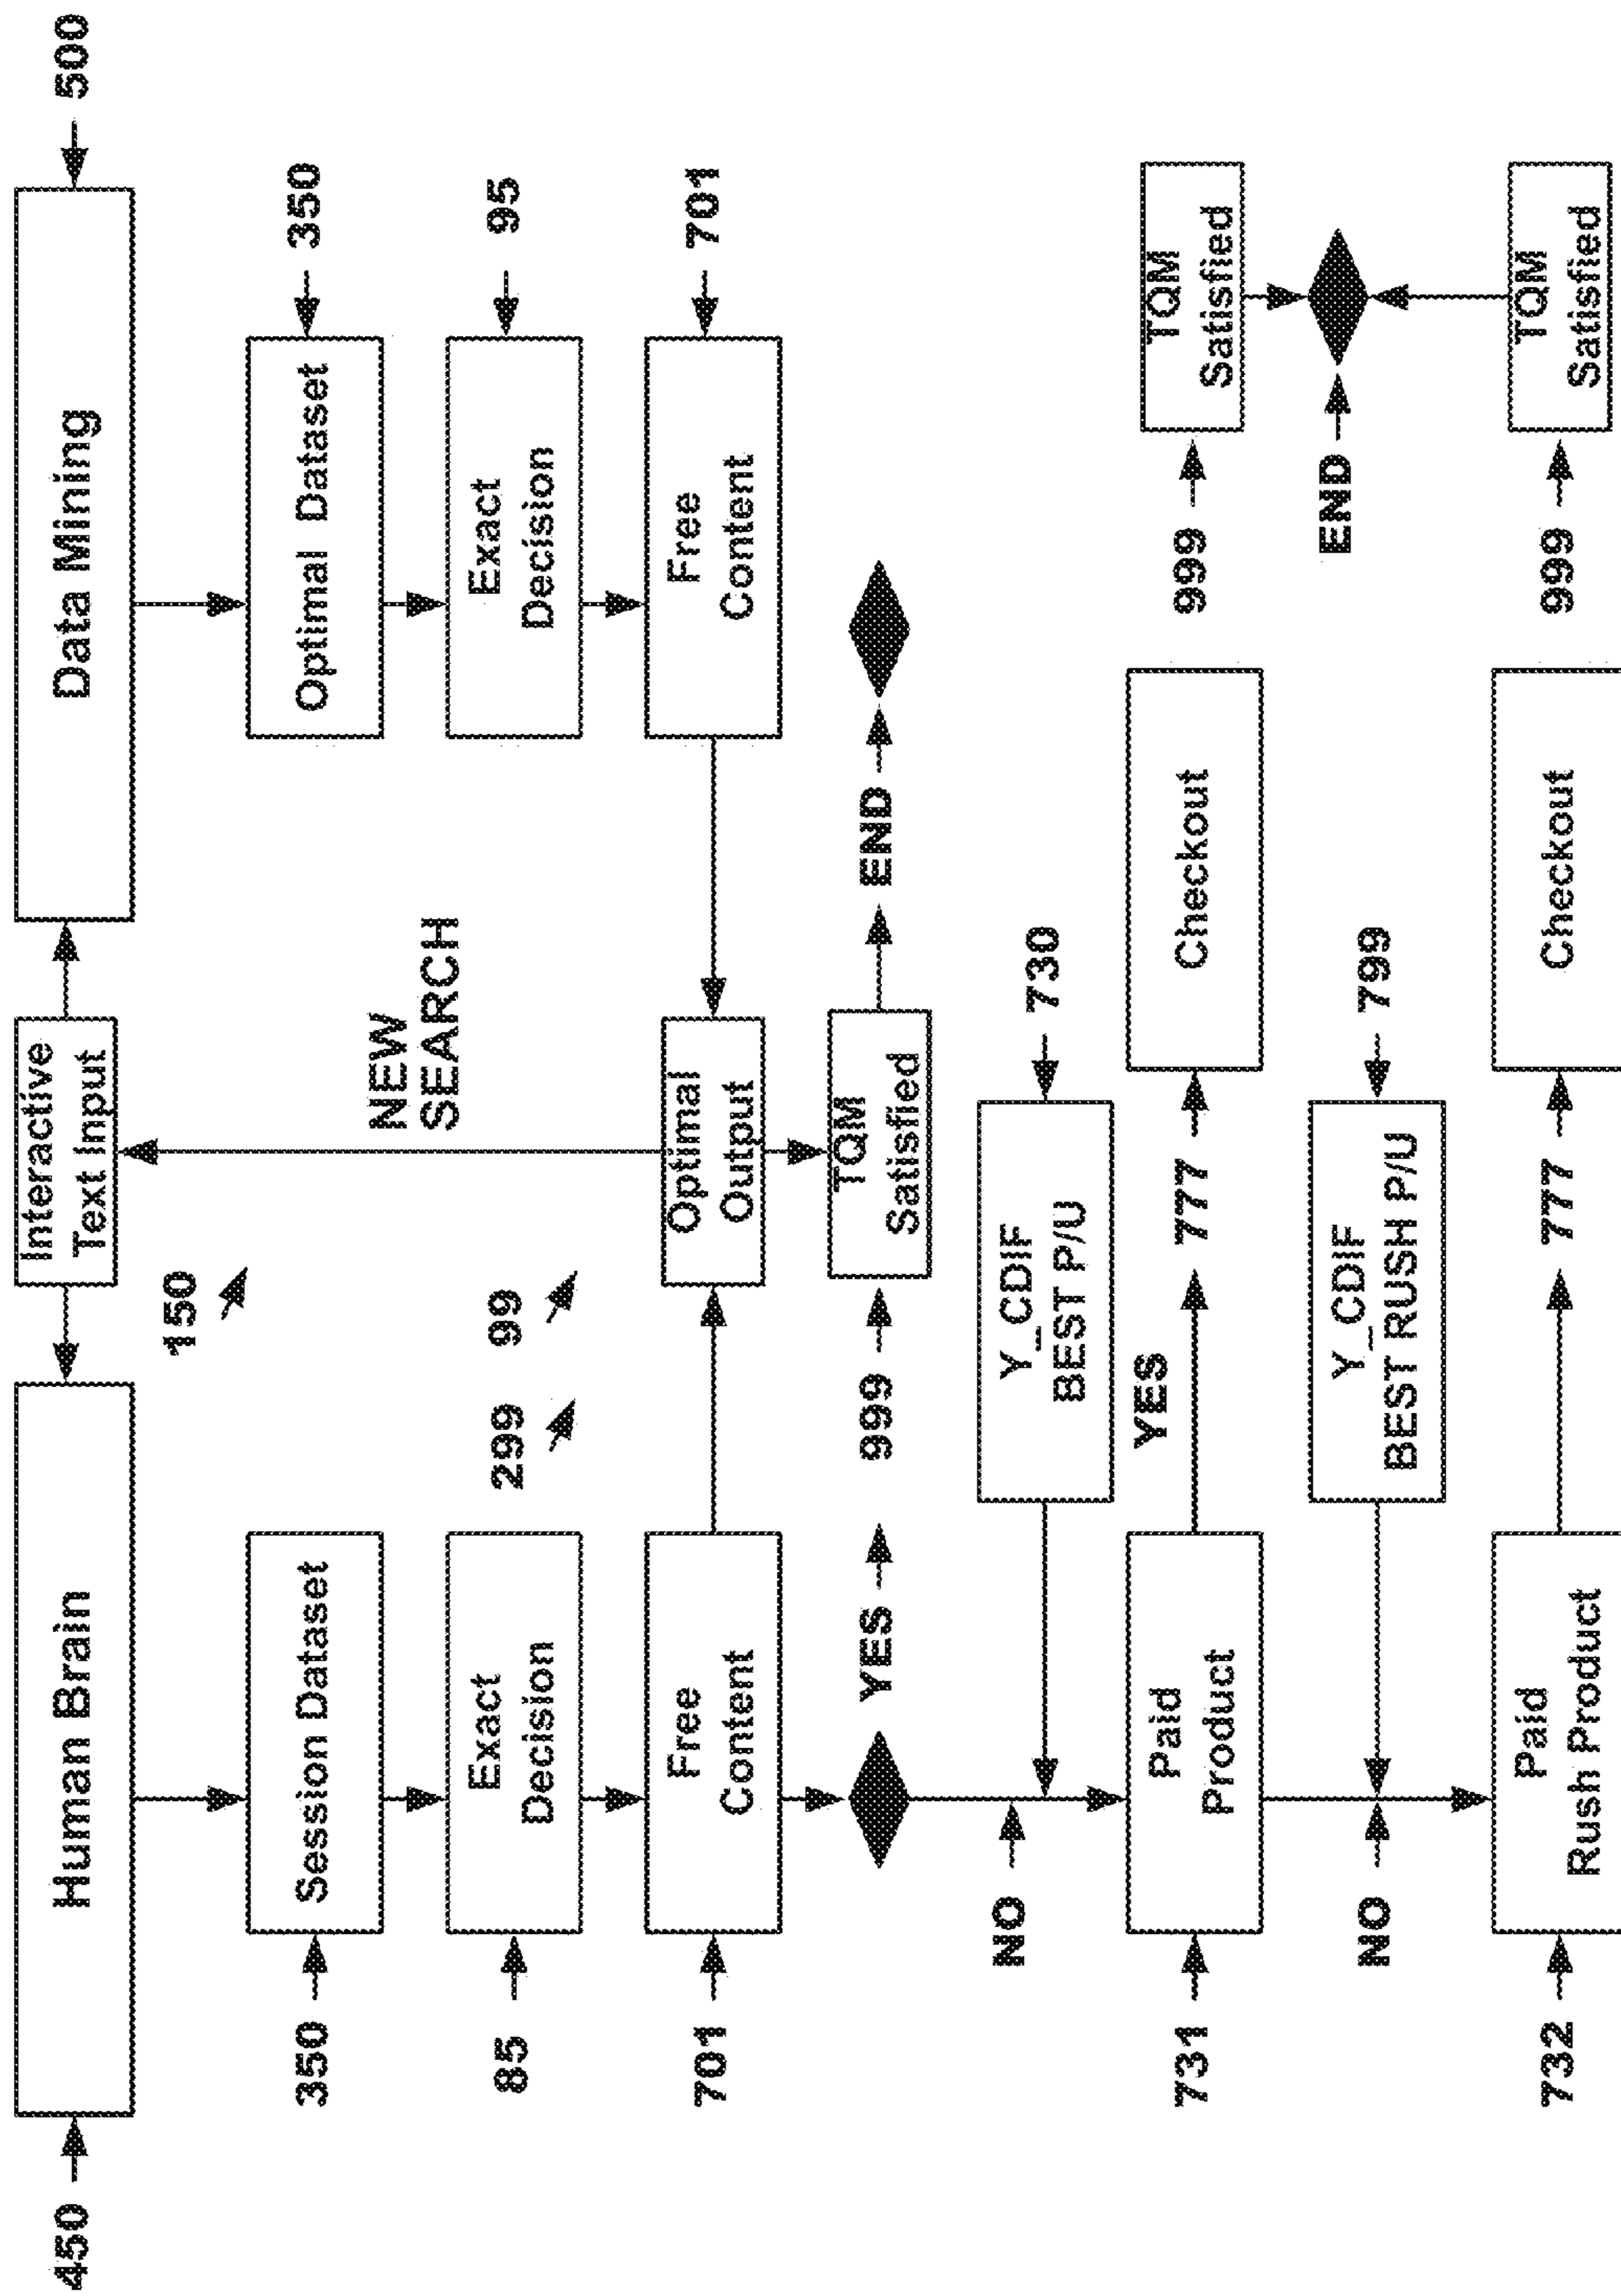 450
Human Brain
Interactive
Text Input
Data Mining
500
150
350
Session Dataset
NEW
SEARCH
Optimal Dataset
350
85
Exact
Decision
299
99
Exact
Decision
95
701
Free
Content
Optimal
Output
Free
Content
701
YES
999
TQM
Satisfied
END
NO
Y_CDIF
BEST P/U
730
731
Paid
Product
YES
777
Checkout
999
TQM
Satisfied
NO
Y_CDIF
BEST RUSH P/U
799
END
732
Paid
Rush Product
777
Checkout
999
TQM
Satisfied